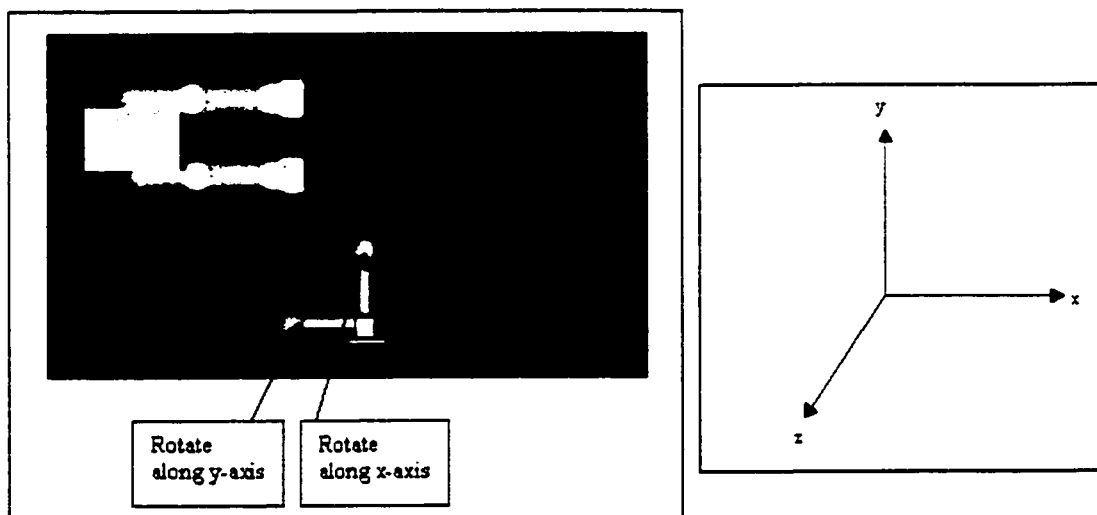 Rotate
along y-axis
Rotate
along x-axis
y
x
z